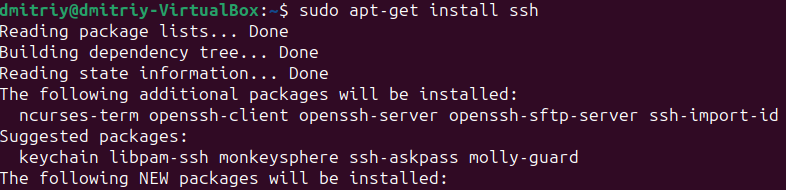 dmitriy@dmitriy-VirtualBox:~$ sudo apt-get install ssh
Reading package lists... Done
Building dependency tree... Done
Reading state information... Done
The following additional packages will be installed:
  ncurses-term openssh-client openssh-server openssh-sftp-server ssh-import-id
Suggested packages:
  keychain libpam-ssh monkeysphere ssh-askpass molly-guard
The following NEW packages will be installed: